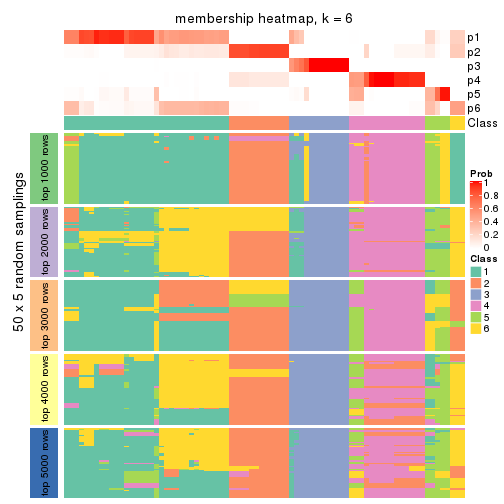 membership heatmap, k = 6
p1
p2
p3
p4
p5
p6
Class
50 x 5 random samplings
top 1000 rows
top 2000 rows
top 3000 rows
top 4000 rows
top 5000 rows
Prob
1
0.8
0.6
0.4
0.2
0
Class
1
2
3
4
5
6